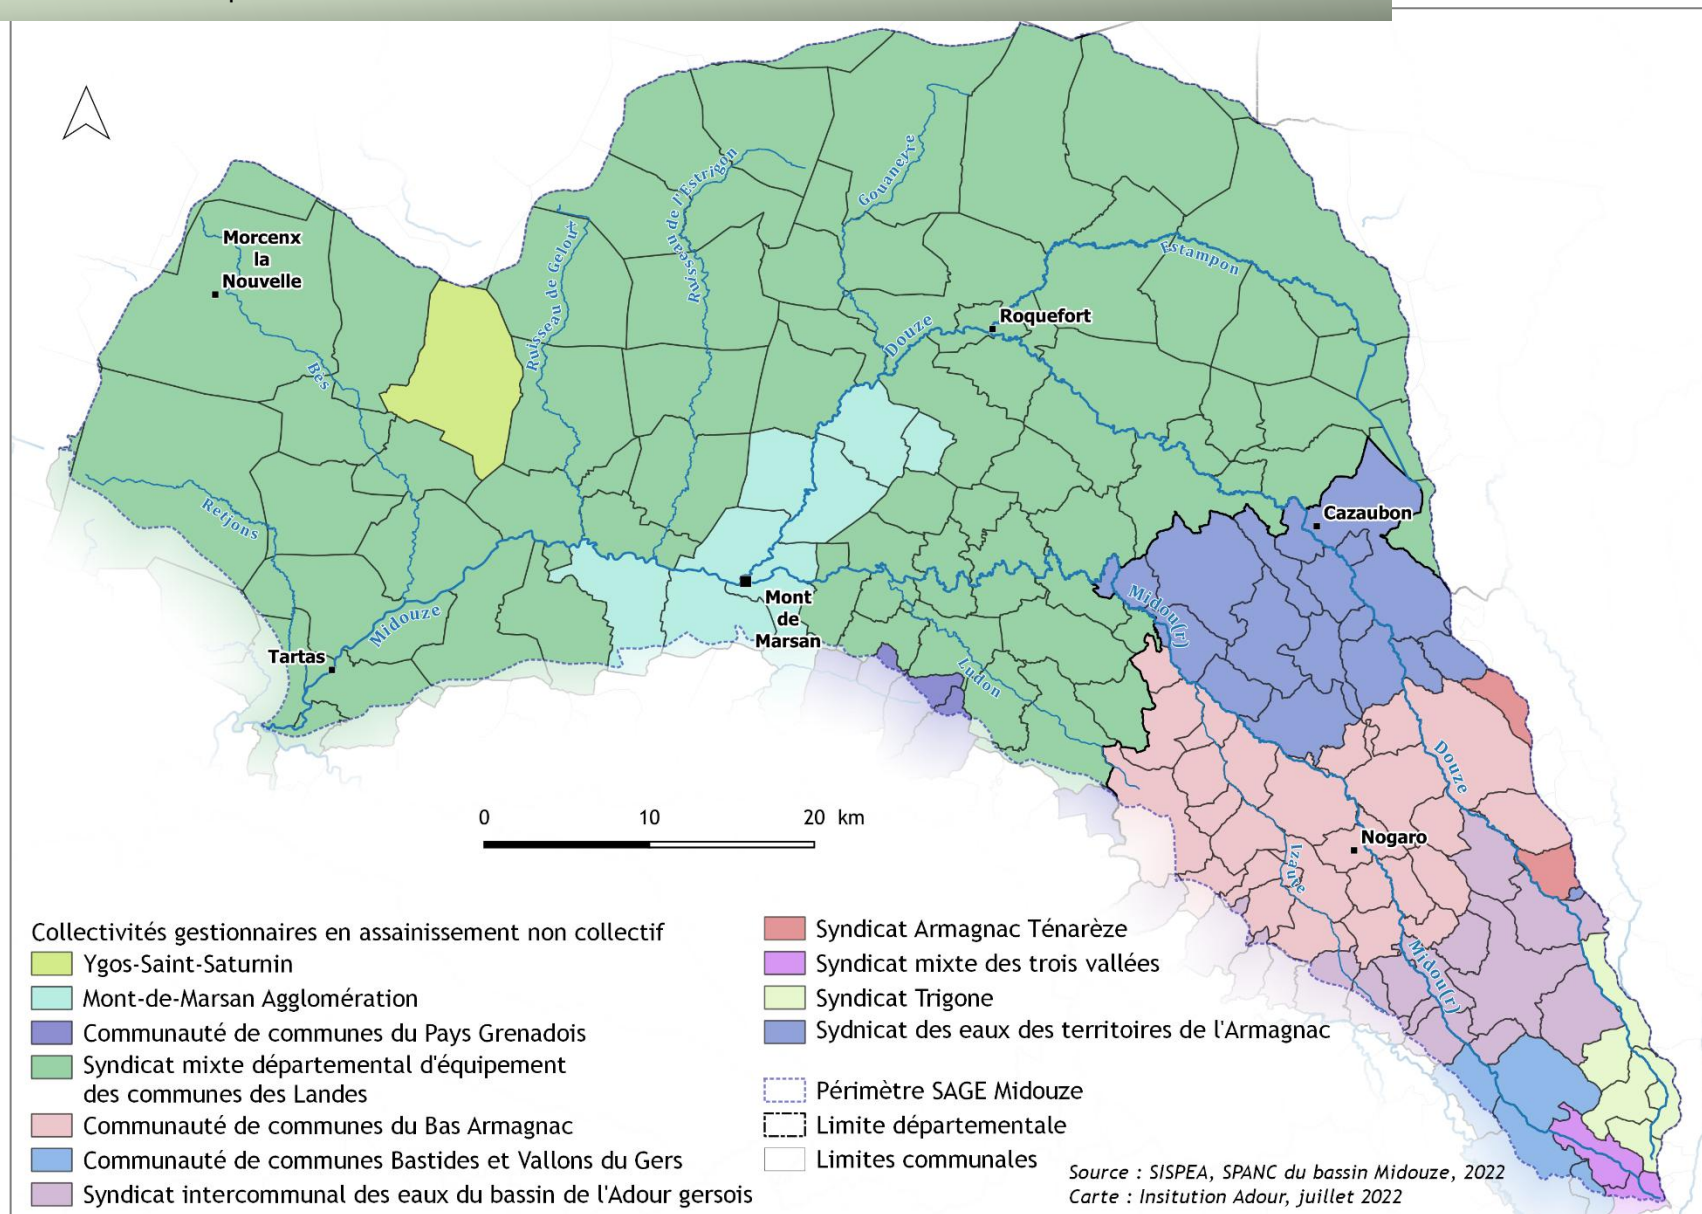 Morcenx
la
Nouvelle
Bès
Retjons
Tartas
Midouze
Ruisseau de Gelour
Ruisseau de l'Estrigon
Gouanerre
Douze
Roquefort
Estampon
Cazaubon
Mont
de
Marsan
Midou(r)
Ludon
Douze
Nogaro
Izaute
Midou(r)
0 10 20 km
Collectivités gestionnaires en assainissement non collectif
Ygos-Saint-Saturnin
Mont-de-Marsan Agglomération
Communauté de communes du Pays Grenadois
Syndicat mixte départemental d'équipement
des communes des Landes
Communauté de communes du Bas Armagnac
Communauté de communes Bastides et Vallons du Gers
Syndicat intercommunal des eaux du bassin de l'Adour gersois
Syndicat Armagnac Ténarèze
Syndicat mixte des trois vallées
Syndicat Trigone
Sydnicat des eaux des territoires de l'Armagnac
Périmètre SAGE Midouze
Limite départementale
Limites communales
Source : SISPEA, SPANC du bassin Midouze, 2022
Carte : Insitution Adour, juillet 2022